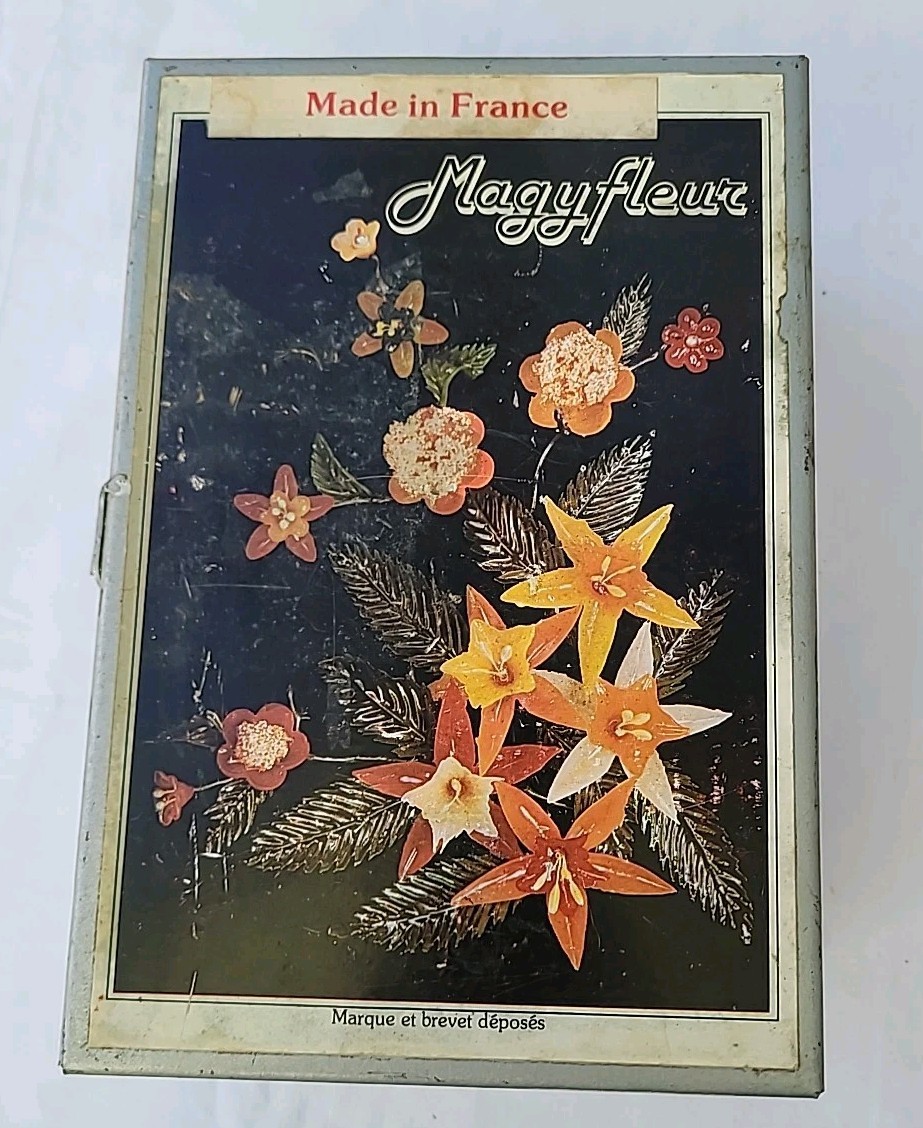 Made in France
Magyfleur
Marque et brevet déposés